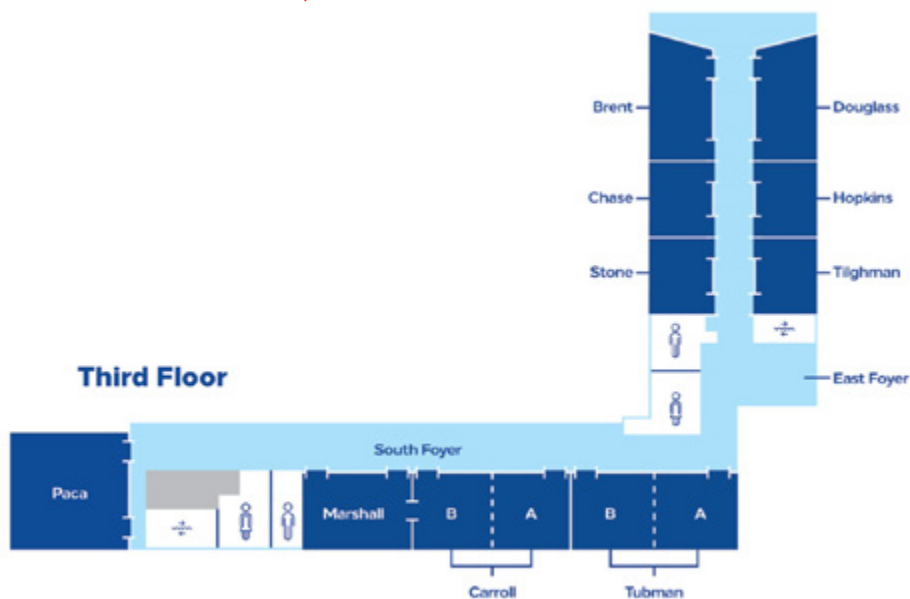 Brent
Douglass
Chase
Hopkins
Stone
Tilghman
Third Floor
East Foyer
South Foyer
Paca
Marshall
B
A
B
A
Carroll
Tubman